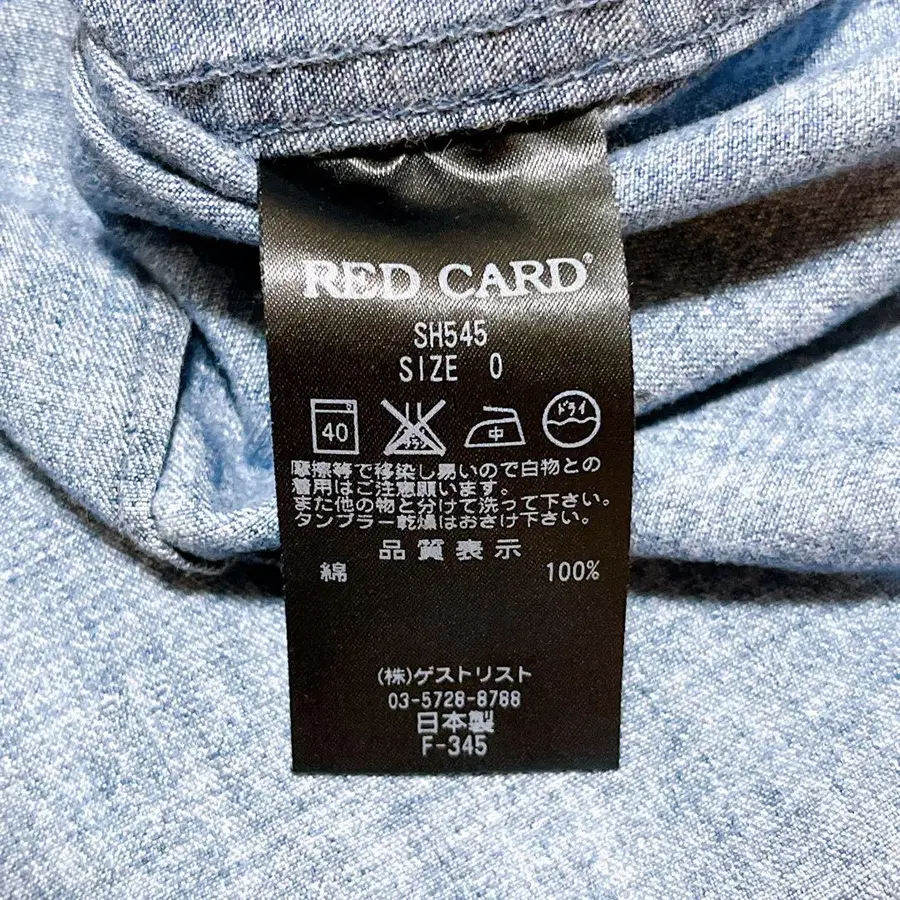 RED CARD®
SH545
SIZE 0
40 中 ドライ
摩擦等で移染し易いので白物との
着用はご注意願います。
また他の物と分けて洗って下さい。
タンブラー乾燥はおさけ下さい。
品質表示
綿 100%
(株)ゲストリスト
03-5728-8788
日本製
F-345